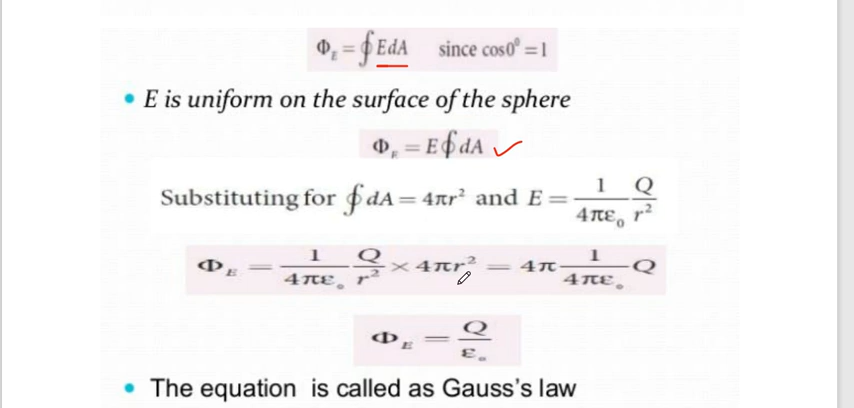 Φ_E = ∮ EdA since cos0⁰ = 1
• E is uniform on the surface of the sphere
Φ_E = E∮dA ✓
Substituting for ∮dA = 4πr² and E = 1/(4πε₀) Q/r²
Φ_E = 1/(4πε₀) Q/r² × 4πr² = 4π 1/(4πε₀) Q
Φ_E = Q/ε₀
• The equation is called as Gauss's law